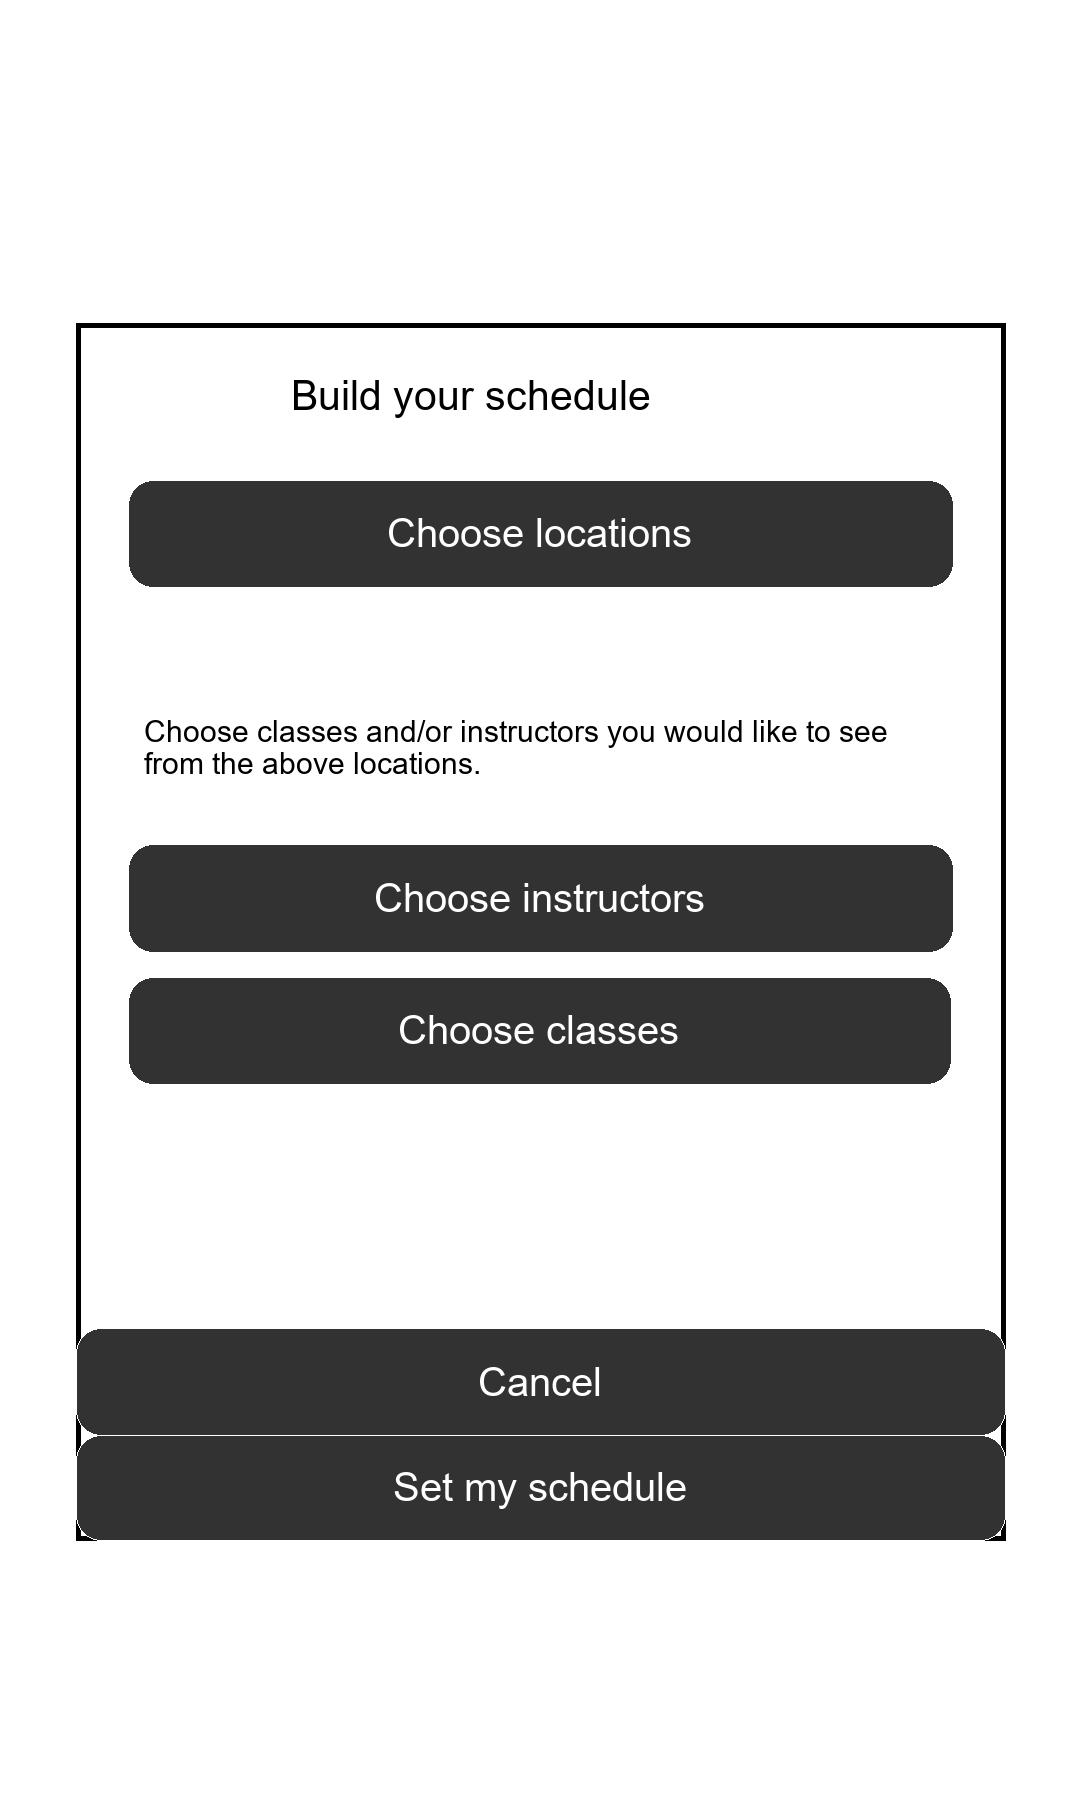 Build your schedule
Choose locations
Choose classes and/or instructors you would like to see
from the above locations.
Choose instructors
Choose classes
Cancel
Set my schedule